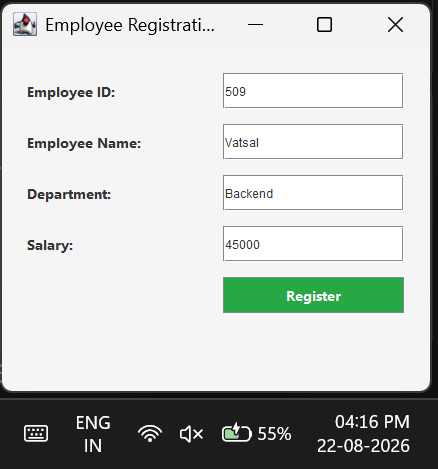 Employee Registrati...
Employee ID: 509
Employee Name: Vatsal
Department: Backend
Salary: 45000
Register
ENG 55% 04:16 PM
IN 22-08-2026